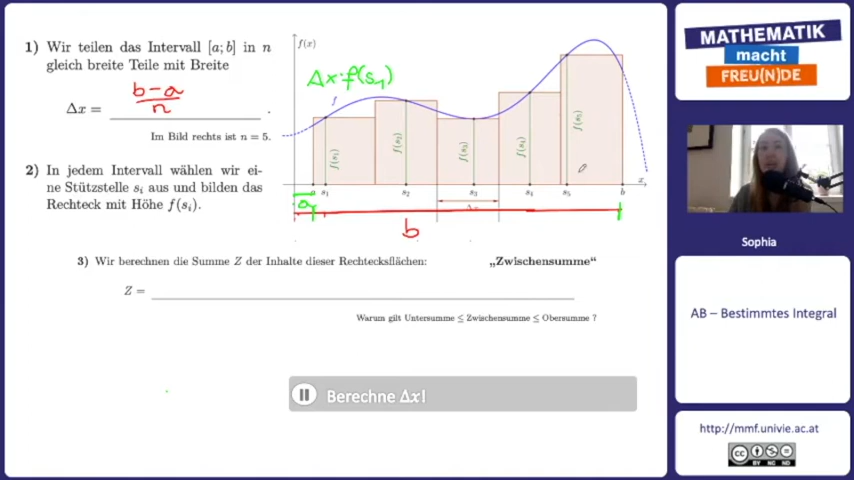 1) Wir teilen das Intervall [a; b] in n
gleich breite Teile mit Breite
Δx = b-a/n .
Im Bild rechts ist n = 5.
2) In jedem Intervall wählen wir ei-
ne Stützstelle sᵢ aus und bilden das
Rechteck mit Höhe f(sᵢ).
f(x)
Δx·f(s₁)
f
f(s₁)
f(s₂)
f(s₃)
f(s₄)
f(s₅)
x
s₁ s₂ s₃ s₄ s₅ b
a
Δx
b
3) Wir berechnen die Summe Z der Inhalte dieser Rechtecksflächen: „Zwischensumme“
Z =
Warum gilt Untersumme ≤ Zwischensumme ≤ Obersumme ?
Berechne Δx!
MATHEMATIK
macht
FREU(N)DE
Sophia
AB – Bestimmtes Integral
http://mmf.univie.ac.at
cc
BY NC ND